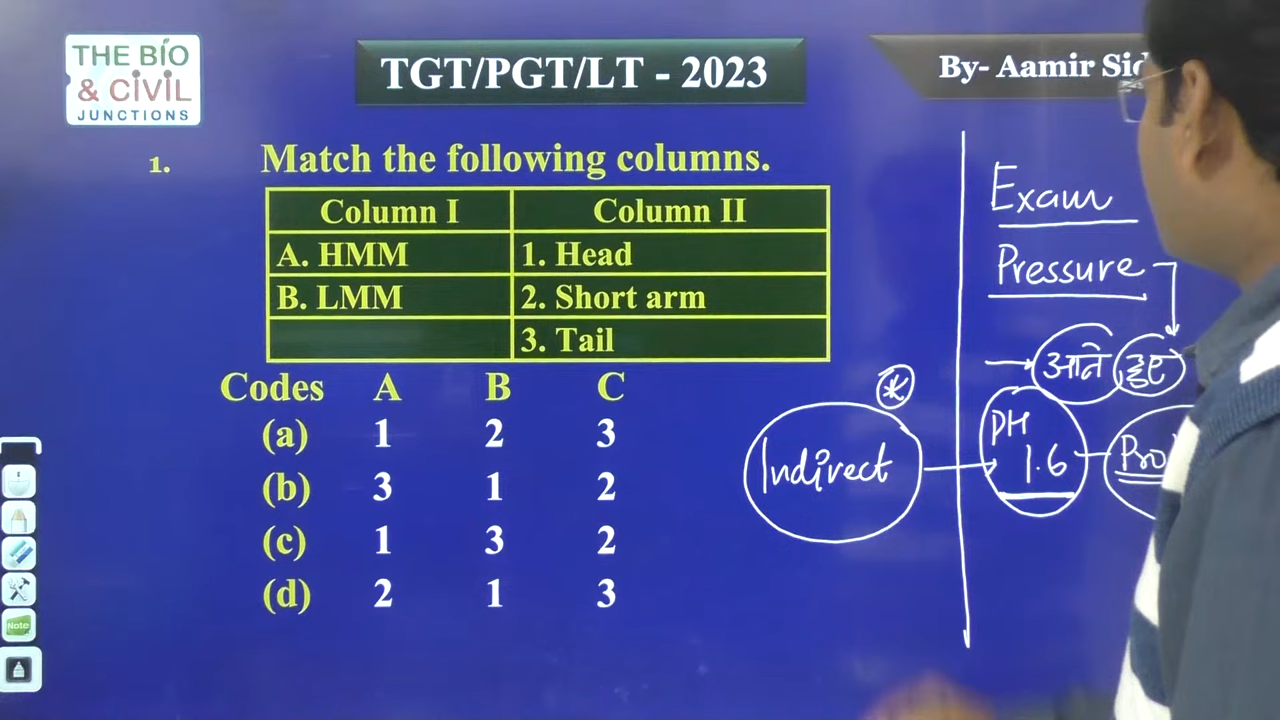 THE BIO
& CIVIL
JUNCTIONS
TGT/PGT/LT - 2023
By- Aamir
1. Match the following columns.
Column I Column II
A. HMM 1. Head
B. LMM 2. Short arm
3. Tail
Codes A B C
(a) 1 2 3
(b) 3 1 2
(c) 1 3 2
(d) 2 1 3
Note
Exam
Pressure
आते हुए
*
Indirect
PH
1.6